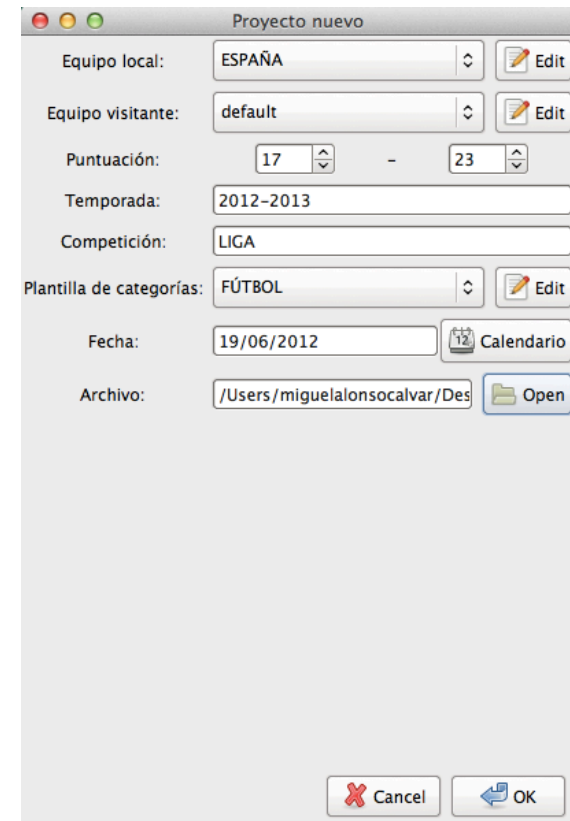 Proyecto nuevo
Equipo local: ESPAÑA Edit
Equipo visitante: default Edit
Puntuación: 17 - 23
Temporada: 2012-2013
Competición: LIGA
Plantilla de categorías: FÚTBOL Edit
Fecha: 19/06/2012 12 Calendario
Archivo: /Users/miguelalonsocalvar/Des Open
Cancel OK